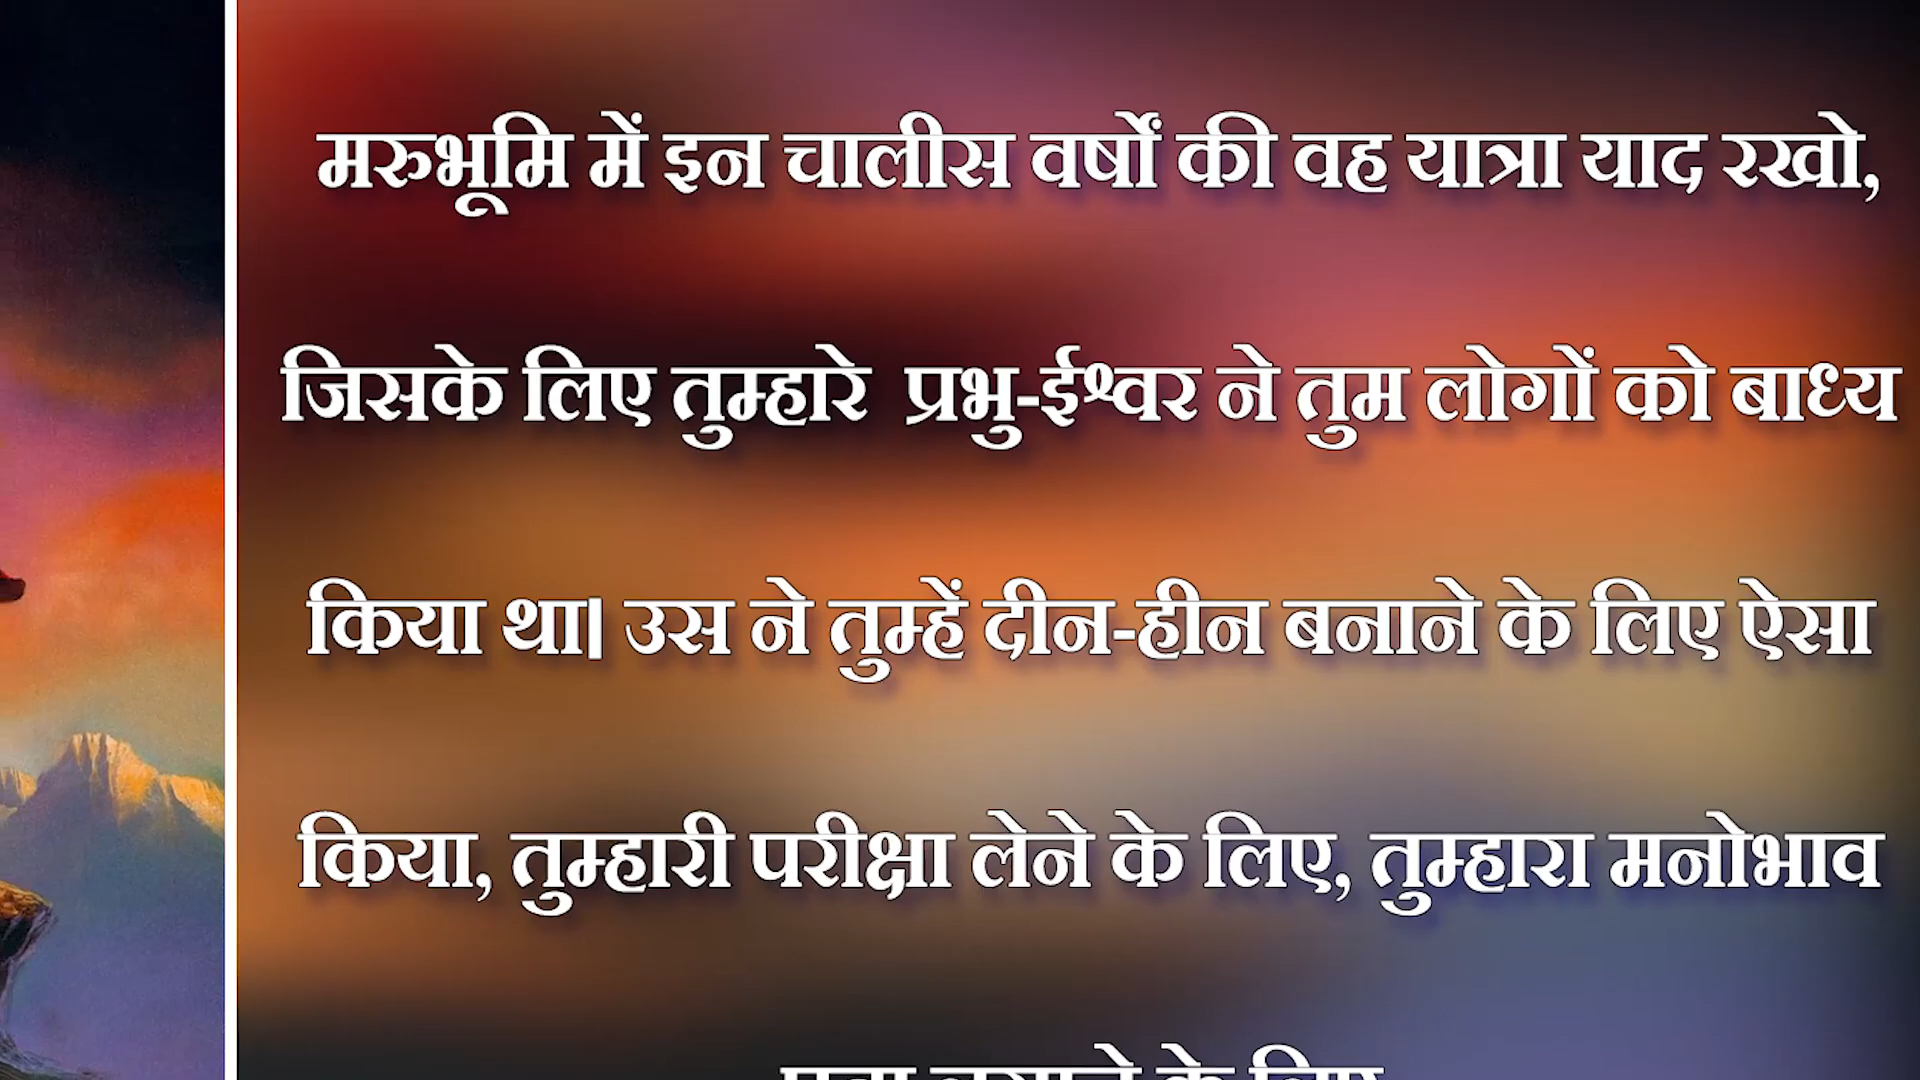 मरुभूमि में इन चालीस वर्षों की वह यात्रा याद रखो,
जिसके लिए तुम्हारे प्रभु-ईश्वर ने तुम लोगों को बाध्य
किया था। उस ने तुम्हें दीन-हीन बनाने के लिए ऐसा
किया, तुम्हारी परीक्षा लेने के लिए, तुम्हारा मनोभाव
के लिए